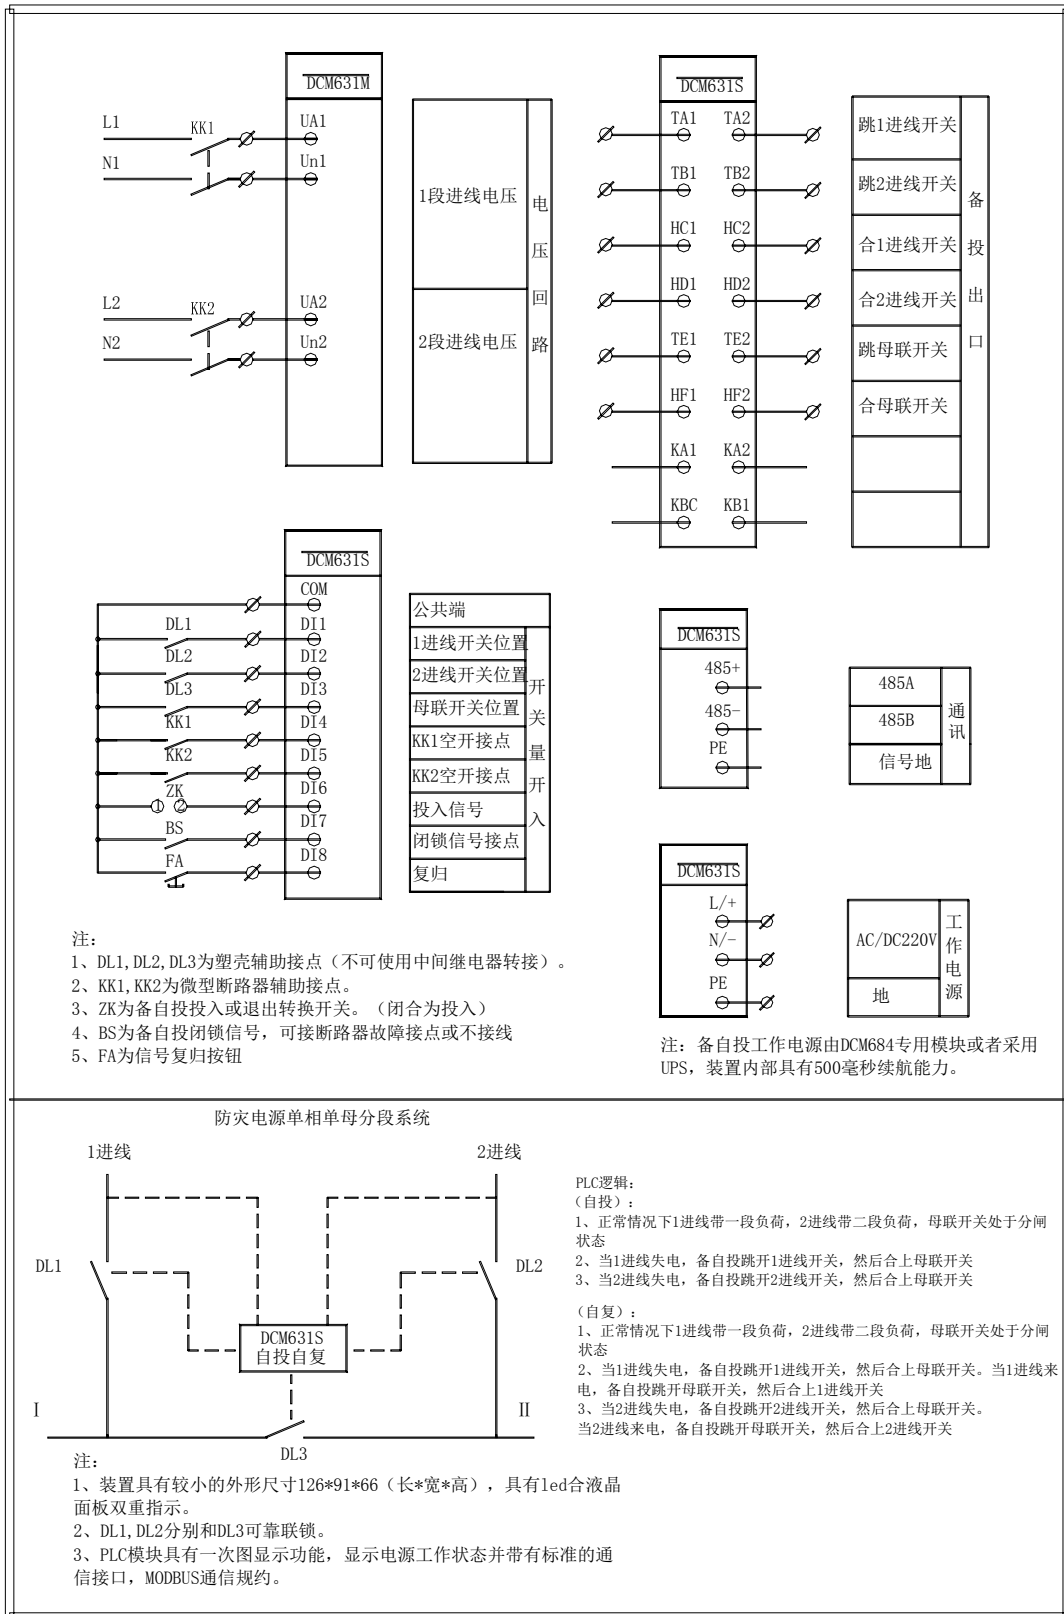 DCM631M
L1
KK1
UA1
N1
Un1
L2
KK2
UA2
N2
Un2
1段进线电压
2段进线电压
电压回路
DCM631S
TA1 TA2
TB1 TB2
HC1 HC2
HD1 HD2
TE1 TE2
HF1 HF2
KA1 KA2
KBC KB1
跳1进线开关
跳2进线开关
合1进线开关
合2进线开关
跳母联开关
合母联开关
备投出口
DCM631S
COM
DL1 DI1
DL2 DI2
DL3 DI3
KK1 DI4
KK2 DI5
ZK DI6
① ②
BS DI7
FA DI8
公共端
1进线开关位置
2进线开关位置
母联开关位置
KK1空开接点
KK2空开接点
投入信号
闭锁信号接点
复归
开关量开入
DCM631S
485+
485-
PE
485A
485B
信号地
通讯
DCM631S
L/+
N/-
PE
AC/DC220V
地
工作电源
注:
1、DL1,DL2,DL3为塑壳辅助接点（不可使用中间继电器转接）。
2、KK1,KK2为微型断路器辅助接点。
3、ZK为备自投投入或退出转换开关。（闭合为投入）
4、BS为备自投闭锁信号，可接断路器故障接点或不接线
5、FA为信号复归按钮
注：备自投工作电源由DCM684专用模块或者采用
UPS，装置内部具有500毫秒续航能力。
防灾电源单相单母分段系统
1进线
2进线
DL1
DL2
DCM631S
自投自复
I
II
DL3
PLC逻辑:
（自投）:
1、正常情况下1进线带一段负荷，2进线带二段负荷，母联开关处于分闸
状态
2、当1进线失电，备自投跳开1进线开关，然后合上母联开关
3、当2进线失电，备自投跳开2进线开关，然后合上母联开关
（自复）:
1、正常情况下1进线带一段负荷，2进线带二段负荷，母联开关处于分闸
状态
2、当1进线失电，备自投跳开1进线开关，然后合上母联开关。当1进线来
电，备自投跳开母联开关，然后合上1进线开关
3、当2进线失电，备自投跳开2进线开关，然后合上母联开关。
当2进线来电，备自投跳开母联开关，然后合上2进线开关
注:
1、装置具有较小的外形尺寸126*91*66（长*宽*高），具有led合液晶
面板双重指示。
2、DL1,DL2分别和DL3可靠联锁。
3、PLC模块具有一次图显示功能，显示电源工作状态并带有标准的通
信接口，MODBUS通信规约。